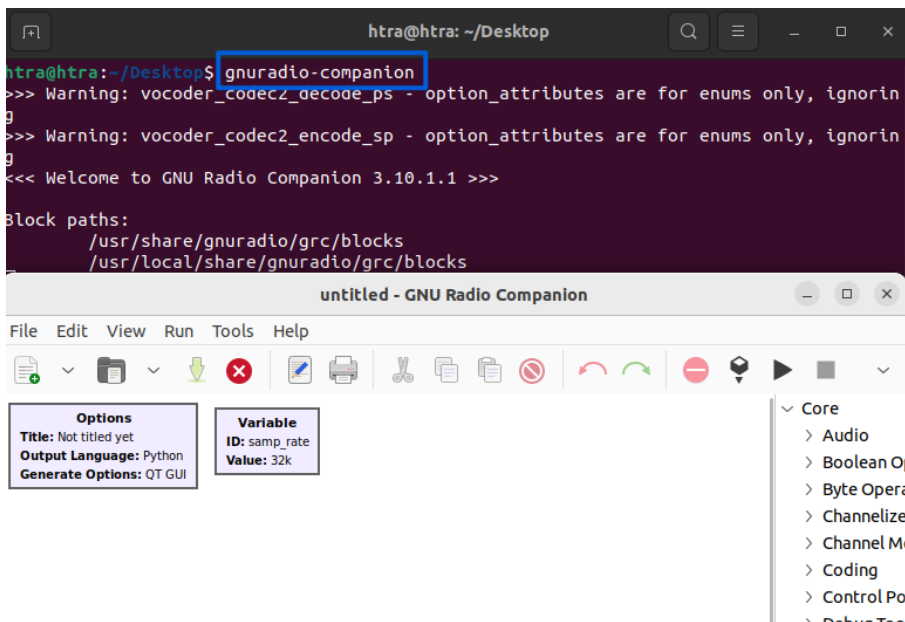 htra@htra: ~/Desktop
htra@htra:~/Desktop$ gnuradio-companion
>>> Warning: vocoder_codec2_decode_ps - option_attributes are for enums only, ignorin
g
>>> Warning: vocoder_codec2_encode_sp - option_attributes are for enums only, ignorin
g
<<< Welcome to GNU Radio Companion 3.10.1.1 >>>
Block paths:
/usr/share/gnuradio/grc/blocks
/usr/local/share/gnuradio/grc/blocks
untitled - GNU Radio Companion
File Edit View Run Tools Help
Options
Title: Not titled yet
Output Language: Python
Generate Options: QT GUI
Variable
ID: samp_rate
Value: 32k
Core
Audio
Boolean O
Byte Opera
Channelize
Channel M
Coding
Control Po